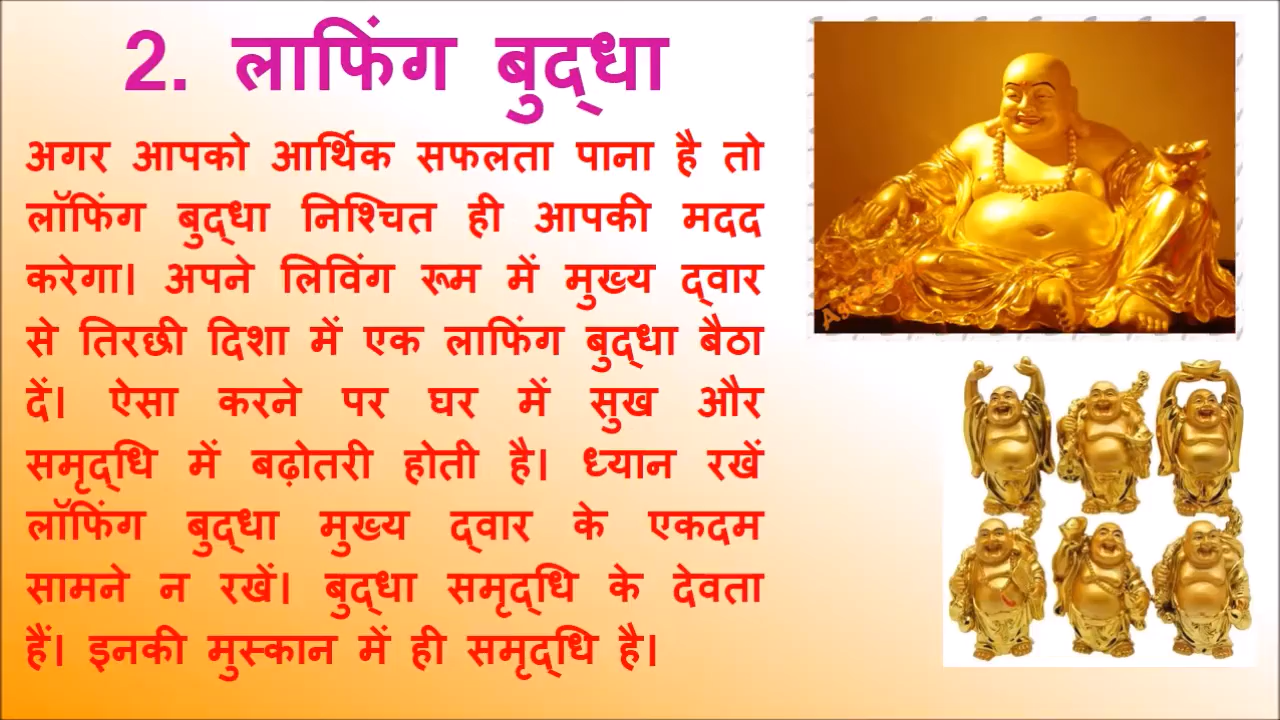 2. लाफिंग बुद्धा
अगर आपको आर्थिक सफलता पाना है तो
लॉफिंग बुद्धा निश्चित ही आपकी मदद
करेगा। अपने लिविंग रूम में मुख्य द्वार
से तिरछी दिशा में एक लाफिंग बुद्धा बैठा
दें। ऐसा करने पर घर में सुख और
समृद्धि में बढ़ोतरी होती है। ध्यान रखें
लॉफिंग बुद्धा मुख्य द्वार के एकदम
सामने न रखें। बुद्धा समृद्धि के देवता
हैं। इनकी मुस्कान में ही समृद्धि है।